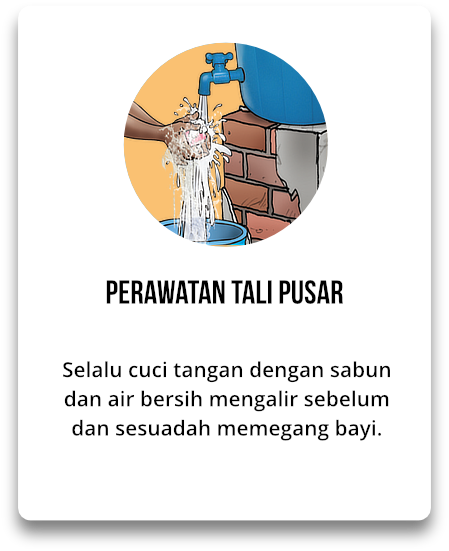 PERAWATAN TALI PUSAR
Selalu cuci tangan dengan sabun
dan air bersih mengalir sebelum
dan sesuadah memegang bayi.